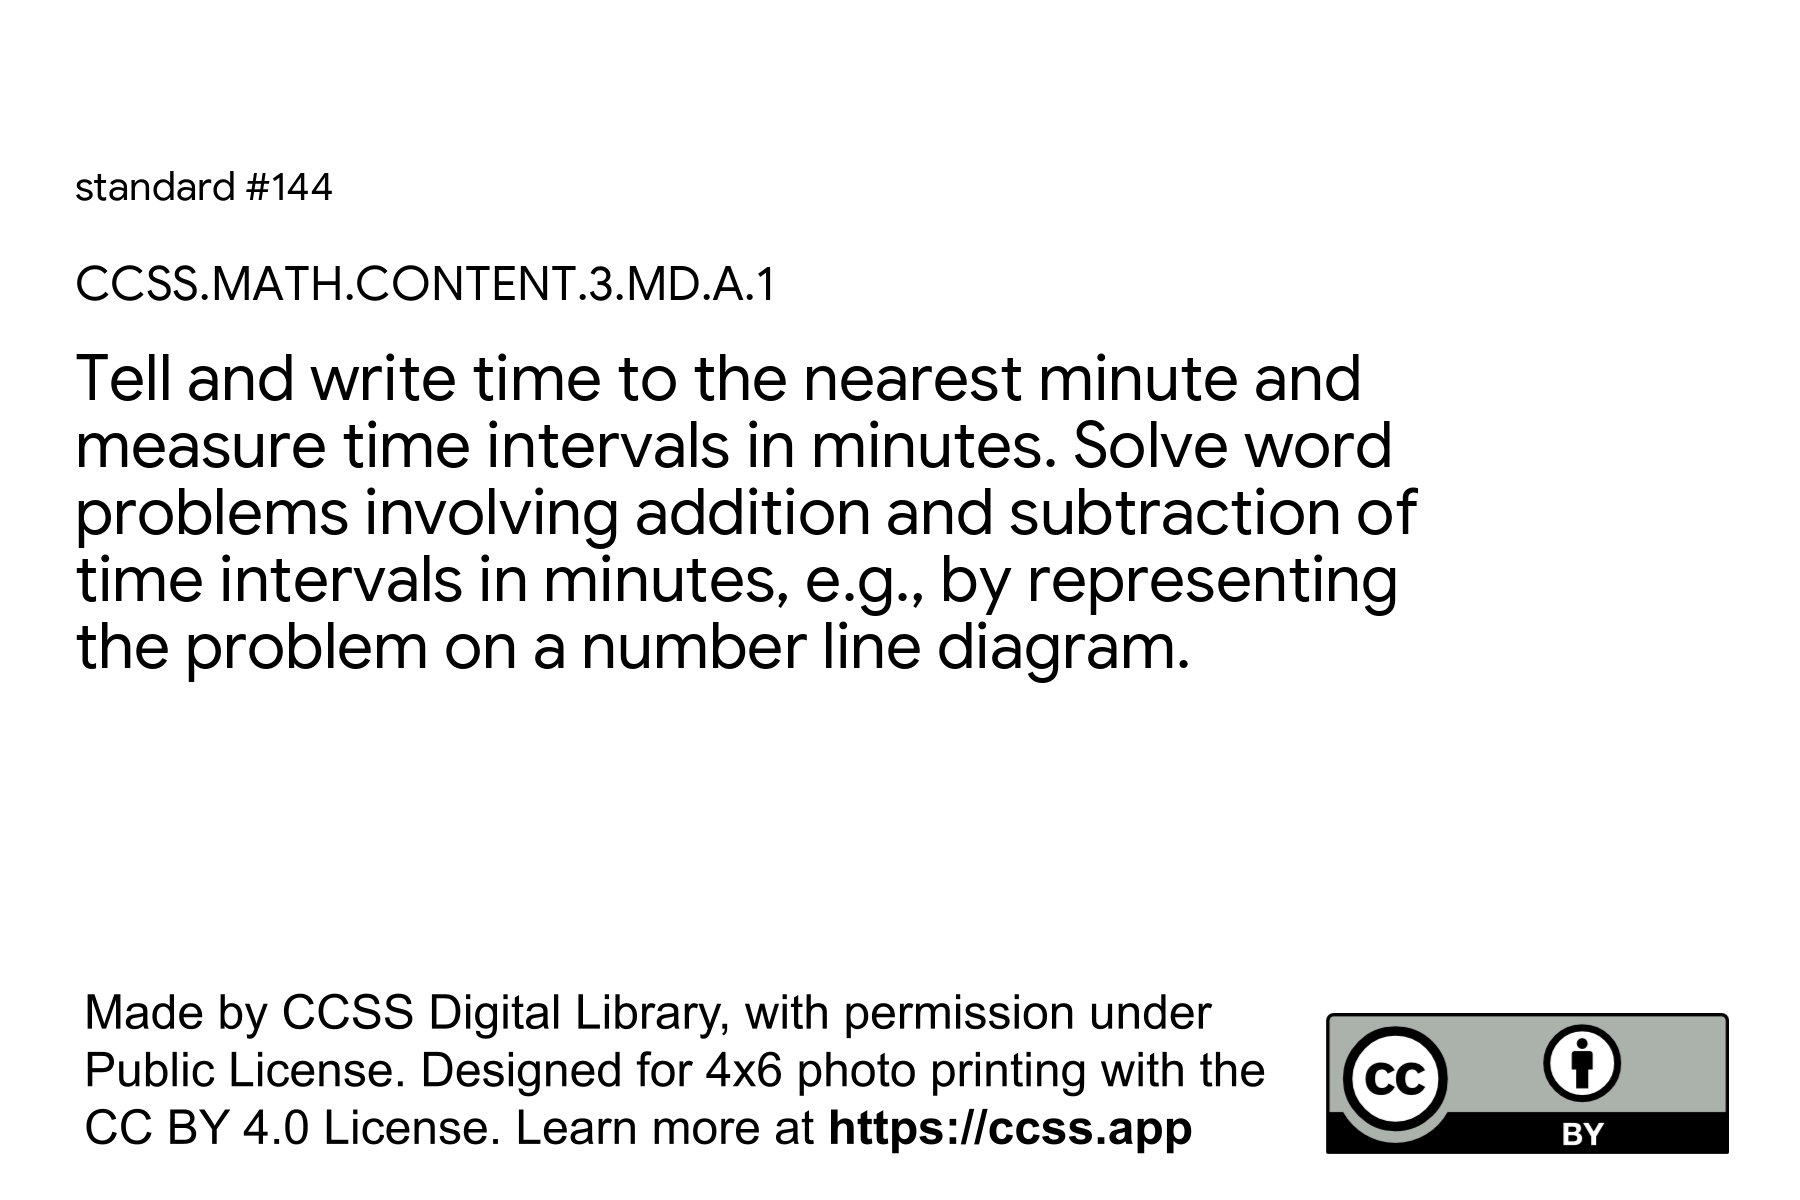 standard #144
CCSS.MATH.CONTENT.3.MD.A.1
Tell and write time to the nearest minute and
measure time intervals in minutes. Solve word
problems involving addition and subtraction of
time intervals in minutes, e.g., by representing
the problem on a number line diagram.
Made by CCSS Digital Library, with permission under
Public License. Designed for 4x6 photo printing with the
CC BY 4.0 License. Learn more at https://ccss.app
CC
BY